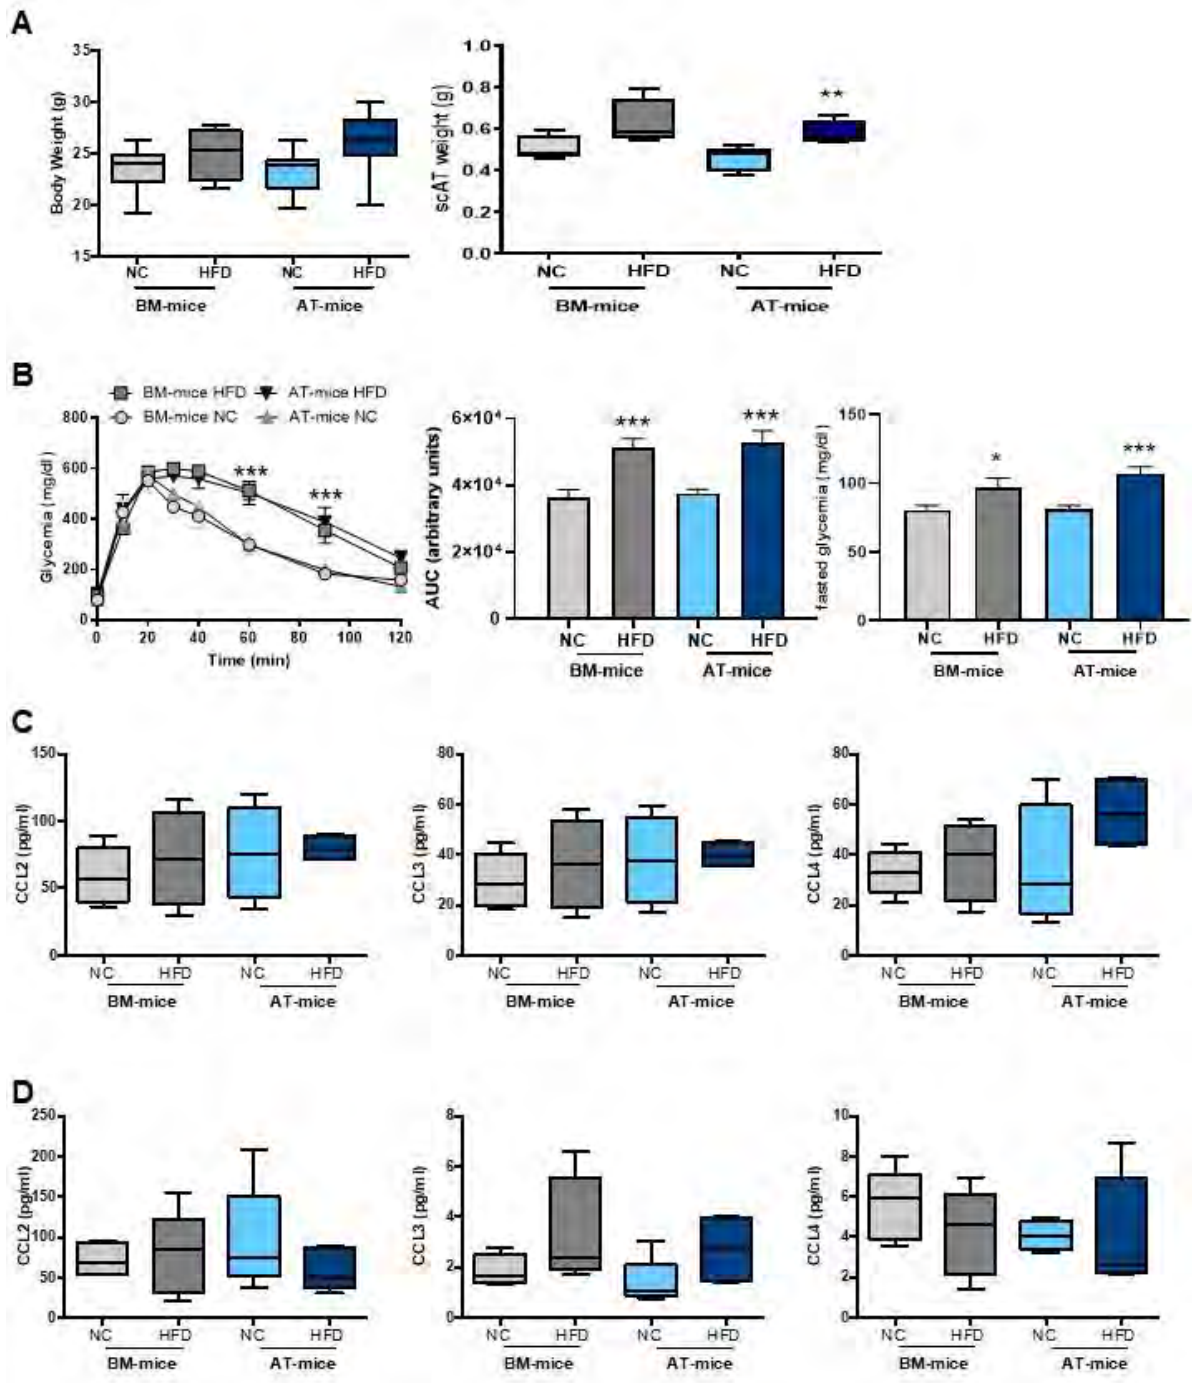 A
35
30
25
20
15
Body Weight (g)
NC HFD NC HFD
BM-mice AT-mice
1.0
0.8
0.6
0.4
0.2
0.0
scAT weight (g)
**
NC HFD NC HFD
BM-mice AT-mice
B
BM-mice HFD AT-mice HFD
BM-mice NC AT-mice NC
800
600
400
200
0
Glycemia (mg/dl)
*** ***
0 20 40 60 80 100 120
Time (min)
6×10⁴
4×10⁴
2×10⁴
0
AUC (arbitrary units)
*** ***
NC HFD NC HFD
BM-mice AT-mice
150
100
50
0
fasted glycemia (mg/dl)
* ***
NC HFD NC HFD
BM-mice AT-mice
C
150
100
50
0
CCL2 (pg/ml)
NC HFD NC HFD
BM-mice AT-mice
80
60
40
20
0
CCL3 (pg/ml)
NC HFD NC HFD
BM-mice AT-mice
80
60
40
20
0
CCL4 (pg/ml)
NC HFD NC HFD
BM-mice AT-mice
D
250
200
150
100
50
0
CCL2 (pg/ml)
NC HFD NC HFD
BM-mice AT-mice
8
6
4
2
0
CCL3 (pg/ml)
NC HFD NC HFD
BM-mice AT-mice
10
8
6
4
2
0
CCL4 (pg/ml)
NC HFD NC HFD
BM-mice AT-mice